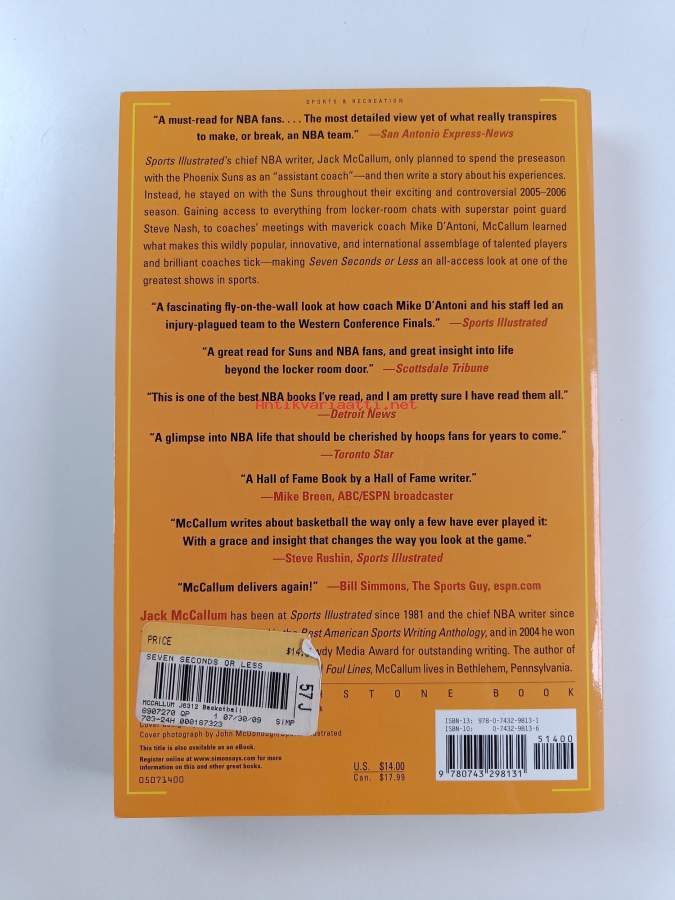 SPORTS & RECREATION
“A must-read for NBA fans. . . . The most detailed view yet of what really transpires
to make, or break, an NBA team.” —San Antonio Express-News
Sports Illustrated’s chief NBA writer, Jack McCallum, only planned to spend the preseason
with the Phoenix Suns as an “assistant coach”—and then write a story about his experiences.
Instead, he stayed on with the Suns throughout their exciting and controversial 2005–2006
season. Gaining access to everything from locker-room chats with superstar point guard
Steve Nash, to coaches’ meetings with maverick coach Mike D’Antoni, McCallum learned
what makes this wildly popular, innovative, and international assemblage of talented players
and brilliant coaches tick—making Seven Seconds or Less an all-access look at one of the
greatest shows in sports.
“A fascinating fly-on-the-wall look at how coach Mike D’Antoni and his staff led an
injury-plagued team to the Western Conference Finals.” —Sports Illustrated
“A great read for Suns and NBA fans, and great insight into life
beyond the locker room door.” —Scottsdale Tribune
“This is one of the best NBA books I’ve read, and I am pretty sure I have read them all.”
Antikvariaatti.net
—Detroit News
“A glimpse into NBA life that should be cherished by hoops fans for years to come.”
—Toronto Star
“A Hall of Fame Book by a Hall of Fame writer.”
—Mike Breen, ABC/ESPN broadcaster
“McCallum writes about basketball the way only a few have ever played it:
With a grace and insight that changes the way you look at the game.”
—Steve Rushin, Sports Illustrated
“McCallum delivers again!” —Bill Simmons, The Sports Guy, espn.com
Jack McCallum has been at Sports Illustrated since 1981 and the chief NBA writer since
the Best American Sports Writing Anthology, and in 2004 he won
Media Award for outstanding writing. The author of
Foul Lines, McCallum lives in Bethlehem, Pennsylvania.
PRICE
SEVEN SECONDS OR LESS
57 J
MCCALLUM J6312 Basketball
8907270 QP 1 07/30/09 SIMP
703-24H 000187323
STONE BOOK
Cover photograph by John McDonough
This title is also available as an eBook.
Register online at www.simonsays.com for more
information on this and other great books.
05071400
U.S. $14.00
Can. $17.99
ISBN-13: 978-0-7432-9813-1
ISBN-10: 0-7432-9813-6
51400
9 780743 298131